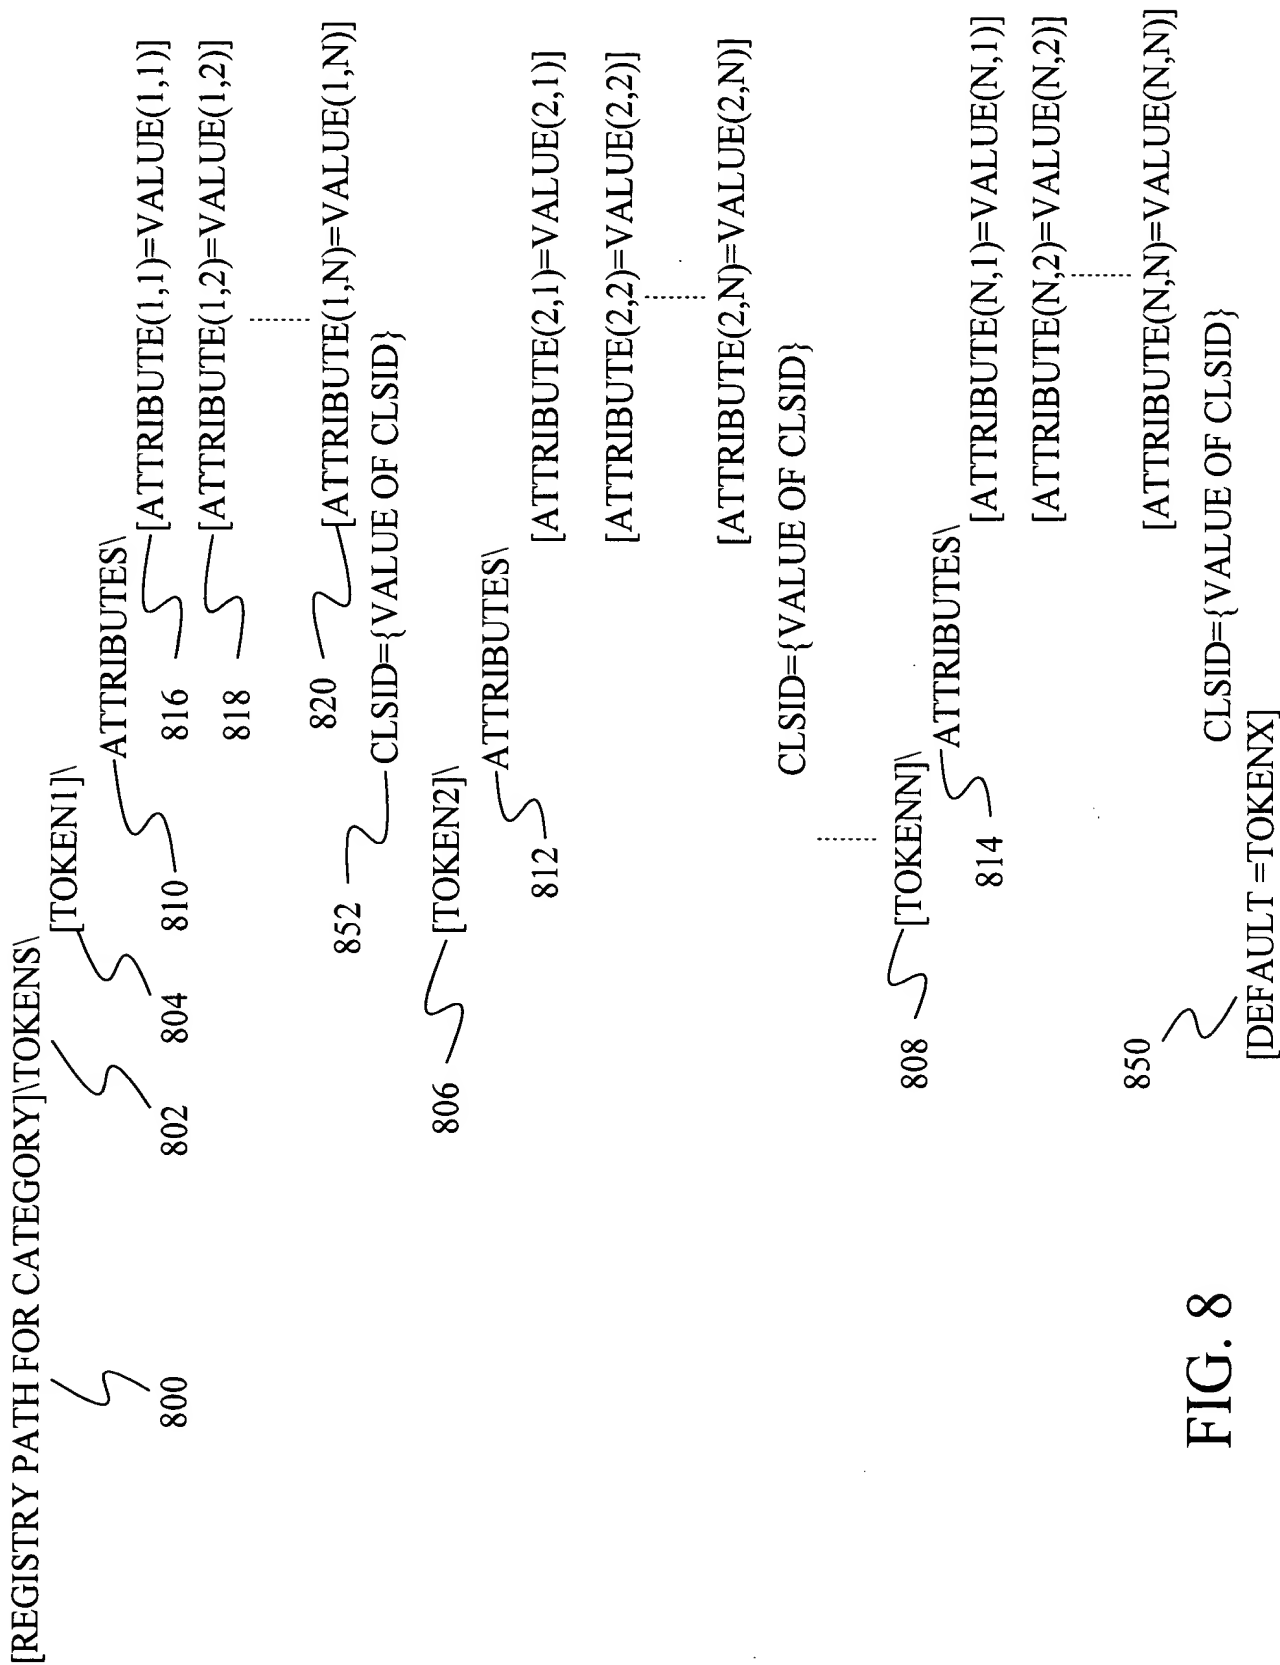 [REGISTRY PATH FOR CATEGORY]\TOKENS\
[TOKEN1]\
ATTRIBUTES\
[ATTRIBUTE(1,1)=VALUE(1,1)]
[ATTRIBUTE(1,2)=VALUE(1,2)]
[ATTRIBUTE(1,N)=VALUE(1,N)]
CLSID={VALUE OF CLSID}
800
802
804
810
816
818
820
852
[TOKEN2]\
ATTRIBUTES\
[ATTRIBUTE(2,1)=VALUE(2,1)]
[ATTRIBUTE(2,2)=VALUE(2,2)]
[ATTRIBUTE(2,N)=VALUE(2,N)]
CLSID={VALUE OF CLSID}
806
812
[TOKENN]\
ATTRIBUTES\
[ATTRIBUTE(N,1)=VALUE(N,1)]
[ATTRIBUTE(N,2)=VALUE(N,2)]
[ATTRIBUTE(N,N)=VALUE(N,N)]
CLSID={VALUE OF CLSID}
808
814
850
[DEFAULT =TOKENX]
FIG. 8